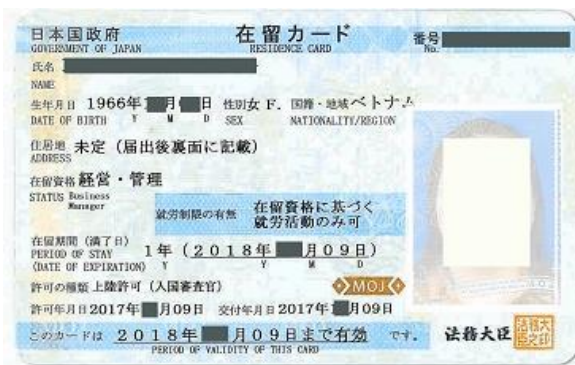 日本国政府 在留カード 番号
GOVERNMENT OF JAPAN RESIDENCE CARD No.
氏名
NAME
生年月日 1966年 月 日 性別 女 F. 国籍・地域 ベトナム
DATE OF BIRTH Y M D SEX NATIONALITY/REGION
住居地 未定（届出後裏面に記載）
ADDRESS
在留資格 経営・管理
STATUS Business
Manager
就労制限の有無 在留資格に基づく
就労活動のみ可
在留期間（満了日） 1年（2018年 月09日）
PERIOD OF STAY
(DATE OF EXPIRATION) Y Y M D
許可の種類 上陸許可（入国審査官） MOJ
許可年月日 2017年 月09日 交付年月日 2017年 月09日
このカードは 2018年 月09日まで有効 です。 法務大臣
PERIOD OF VALIDITY OF THIS CARD